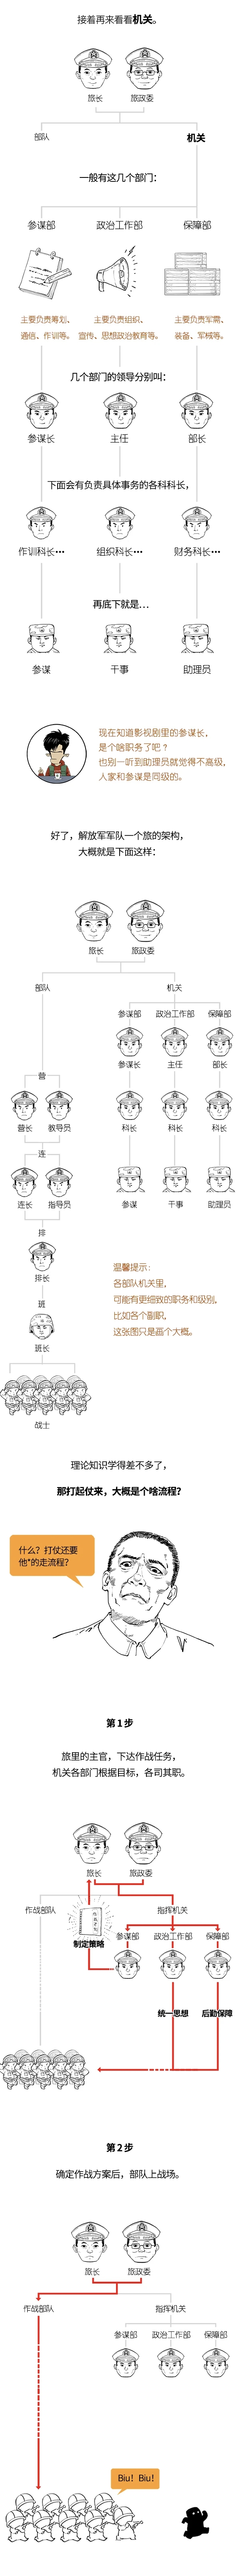 接着再来看看机关。
旅长 旅政委
部队 机关
一般有这几个部门：
参谋部 政治工作部 保障部
主要负责筹划、 主要负责组织、 主要负责军需、
通信、作训等。 宣传、思想政治教育等。 装备、军械等。
几个部门的领导分别叫：
参谋长 主任 部长
下面会有负责具体事务的各科科长，
作训科长… 组织科长… 财务科长…
再底下就是…
参谋 干事 助理员
现在知道影视剧里的参谋长，
是个啥职务了吧？
也别一听到助理员就觉得不高级，
人家和参谋是同级的。
好了，解放军军队一个旅的架构，
大概就是下面这样：
旅长 旅政委
部队 机关
参谋部 政治工作部 保障部
参谋长 主任 部长
营
营长 教导员 科长 科长 科长
连
连长 指导员 参谋 干事 助理员
排
排长
班
班长
战士
温馨提示：
各部队机关里，
可能有更细致的职务和级别，
比如各个副职，
这张图只是画个大概。
理论知识学得差不多了，
那打起仗来，大概是个啥流程？
什么？打仗还要
他*的走流程？
第1步
旅里的主官，下达作战任务，
机关各部门根据目标，各司其职。
旅长 旅政委
作战部队 指挥机关
制定策略 参谋部 政治工作部 保障部
统一思想 后勤保障
第2步
确定作战方案后，部队上战场。
旅长 旅政委
作战部队 指挥机关
参谋部 政治工作部 保障部
Biu！Biu！